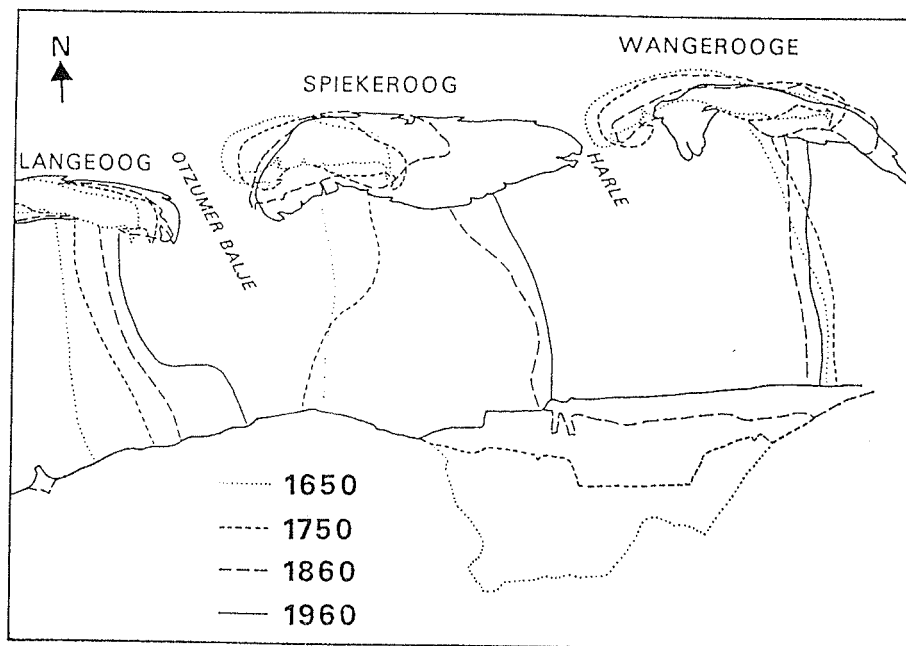 N
WANGEROOGE
SPIEKEROOG
LANGEOOG
OTZUMER BALJE
HARLE
1650
1750
1860
1960